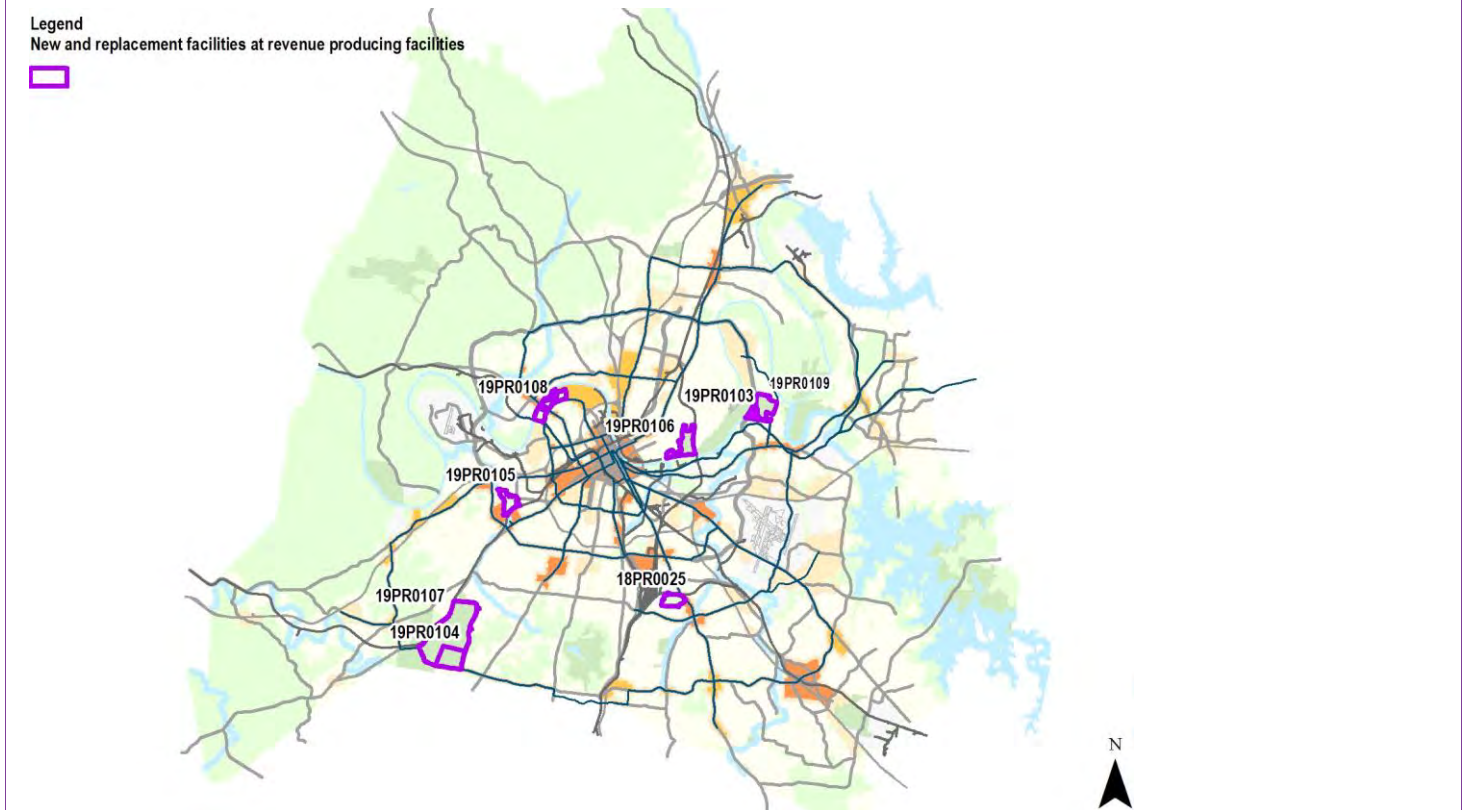 Legend
New and replacement facilities at revenue producing facilities
19PR0108
19PR0103
19PR0109
19PR0106
19PR0105
18PR0025
19PR0107
19PR0104
N